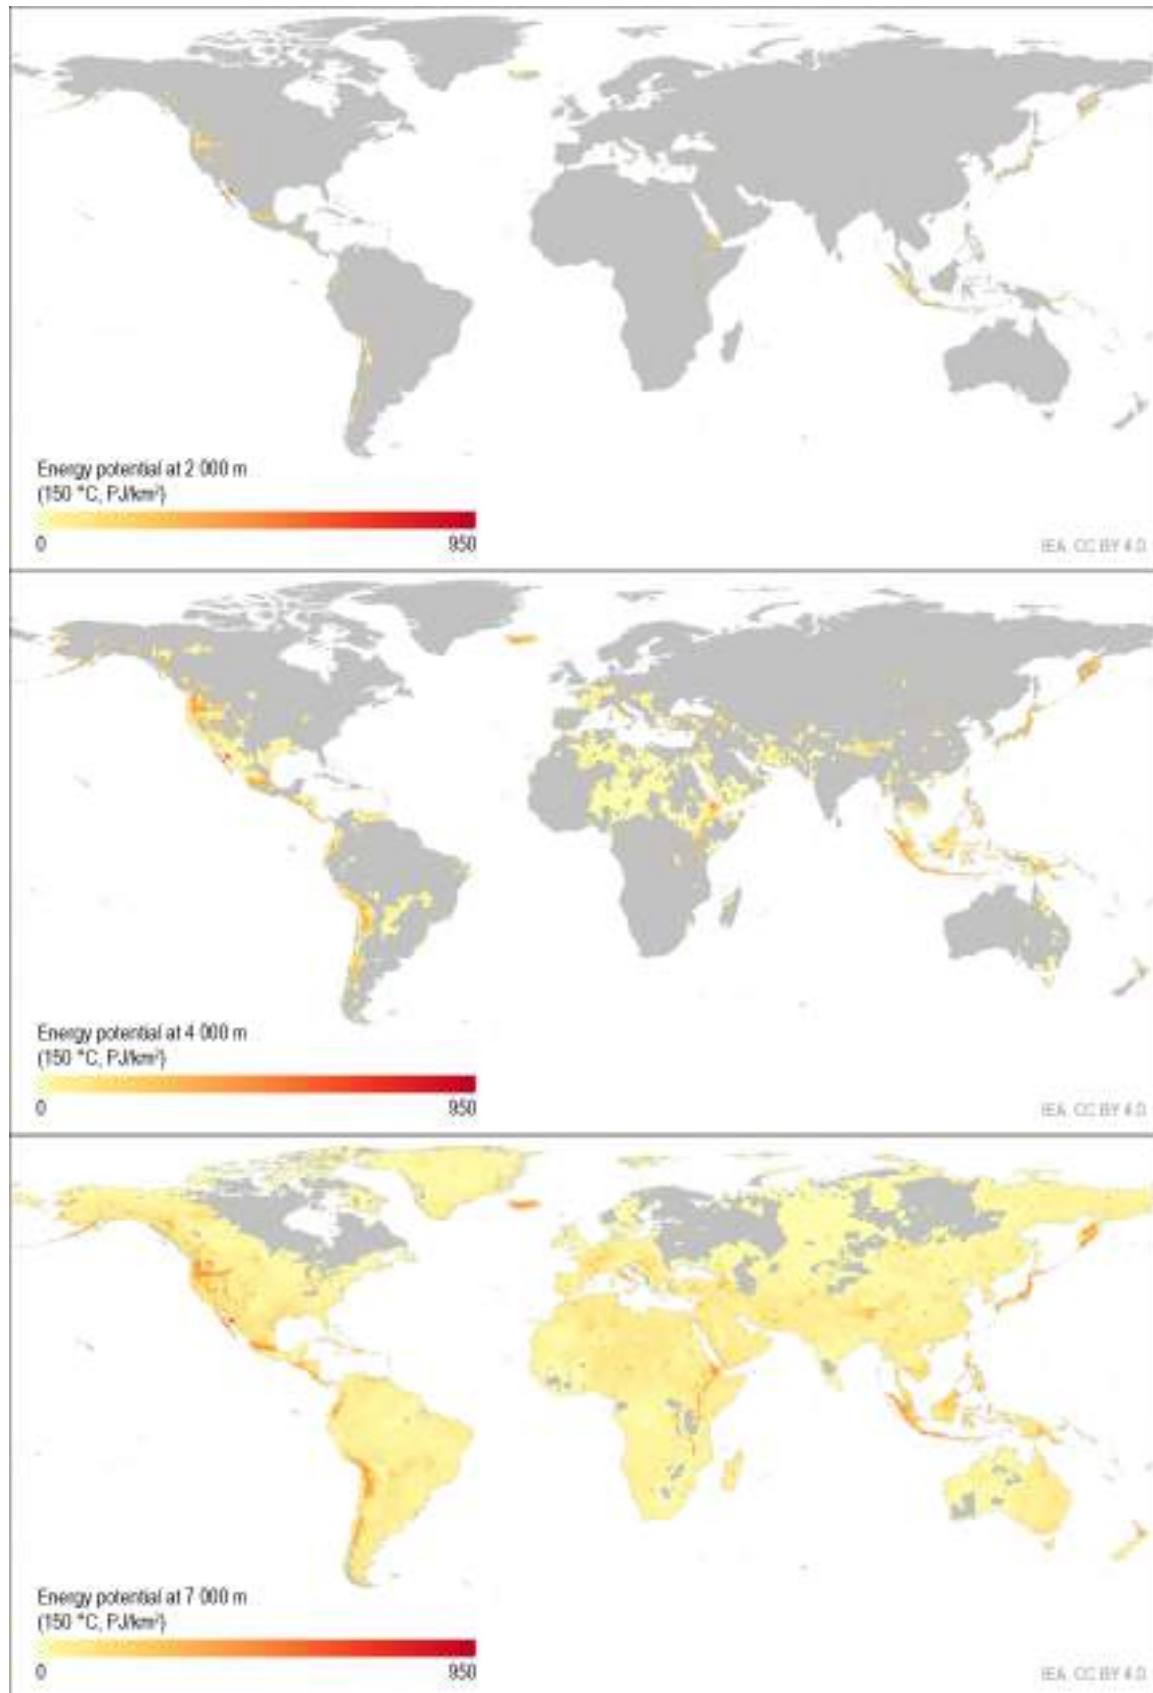 Energy potential at 2 000 m
(150 °C, PJ/km²)
0 950
IEA. CC BY 4.0.
Energy potential at 4 000 m
(150 °C, PJ/km²)
0 950
IEA. CC BY 4.0.
Energy potential at 7 000 m
(150 °C, PJ/km²)
0 950
IEA. CC BY 4.0.